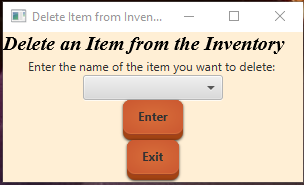 Delete Item from Inven...
Delete an Item from the Inventory
Enter the name of the item you want to delete:
Enter
Exit